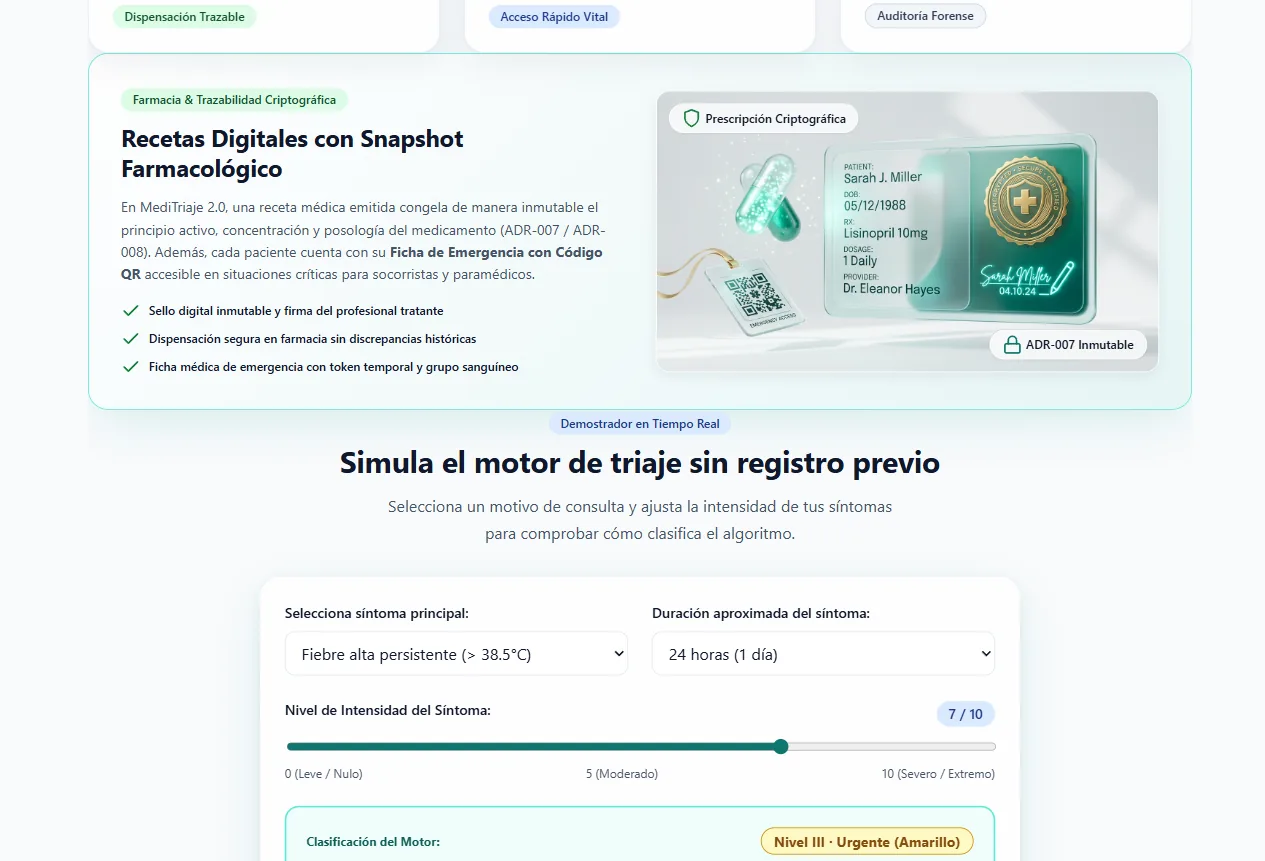 Dispensación Trazable
Acceso Rápido Vital
Auditoría Forense
Farmacia & Trazabilidad Criptográfica
Recetas Digitales con Snapshot
Farmacológico
En MediTriaje 2.0, una receta médica emitida congela de manera inmutable el
principio activo, concentración y posología del medicamento (ADR-007 / ADR-
008). Además, cada paciente cuenta con su Ficha de Emergencia con Código
QR accesible en situaciones críticas para socorristas y paramédicos.
Sello digital inmutable y firma del profesional tratante
Dispensación segura en farmacia sin discrepancias históricas
Ficha médica de emergencia con token temporal y grupo sanguíneo
Prescripción Criptográfica
PATIENT:
Sarah J. Miller
DOB:
05/12/1988
RX:
Lisinopril 10mg
DOSAGE:
1 Daily
PROVIDER:
Dr. Eleanor Hayes
Sarah Miller
04.10.24
EMERGENCY ACCESS
ADR-007 Inmutable
Demostrador en Tiempo Real
Simula el motor de triaje sin registro previo
Selecciona un motivo de consulta y ajusta la intensidad de tus síntomas
para comprobar cómo clasifica el algoritmo.
Selecciona síntoma principal:
Fiebre alta persistente (> 38.5°C)
Duración aproximada del síntoma:
24 horas (1 día)
Nivel de Intensidad del Síntoma:
7 / 10
0 (Leve / Nulo)
5 (Moderado)
10 (Severo / Extremo)
Clasificación del Motor:
Nivel III · Urgente (Amarillo)